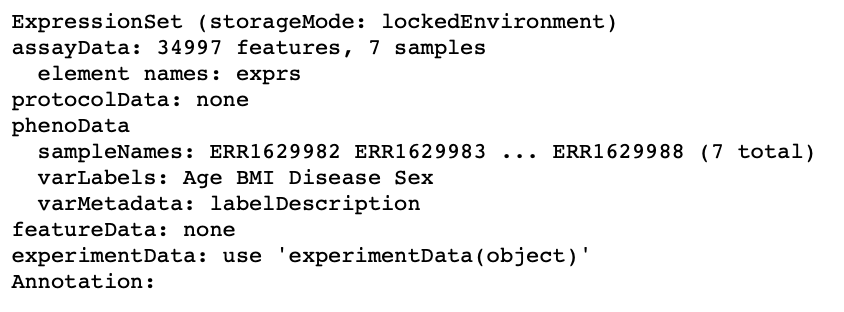 ExpressionSet (storageMode: lockedEnvironment)
assayData: 34997 features, 7 samples
  element names: exprs
protocolData: none
phenoData
  sampleNames: ERR1629982 ERR1629983 ... ERR1629988 (7 total)
  varLabels: Age BMI Disease Sex
  varMetadata: labelDescription
featureData: none
experimentData: use 'experimentData(object)'
Annotation: